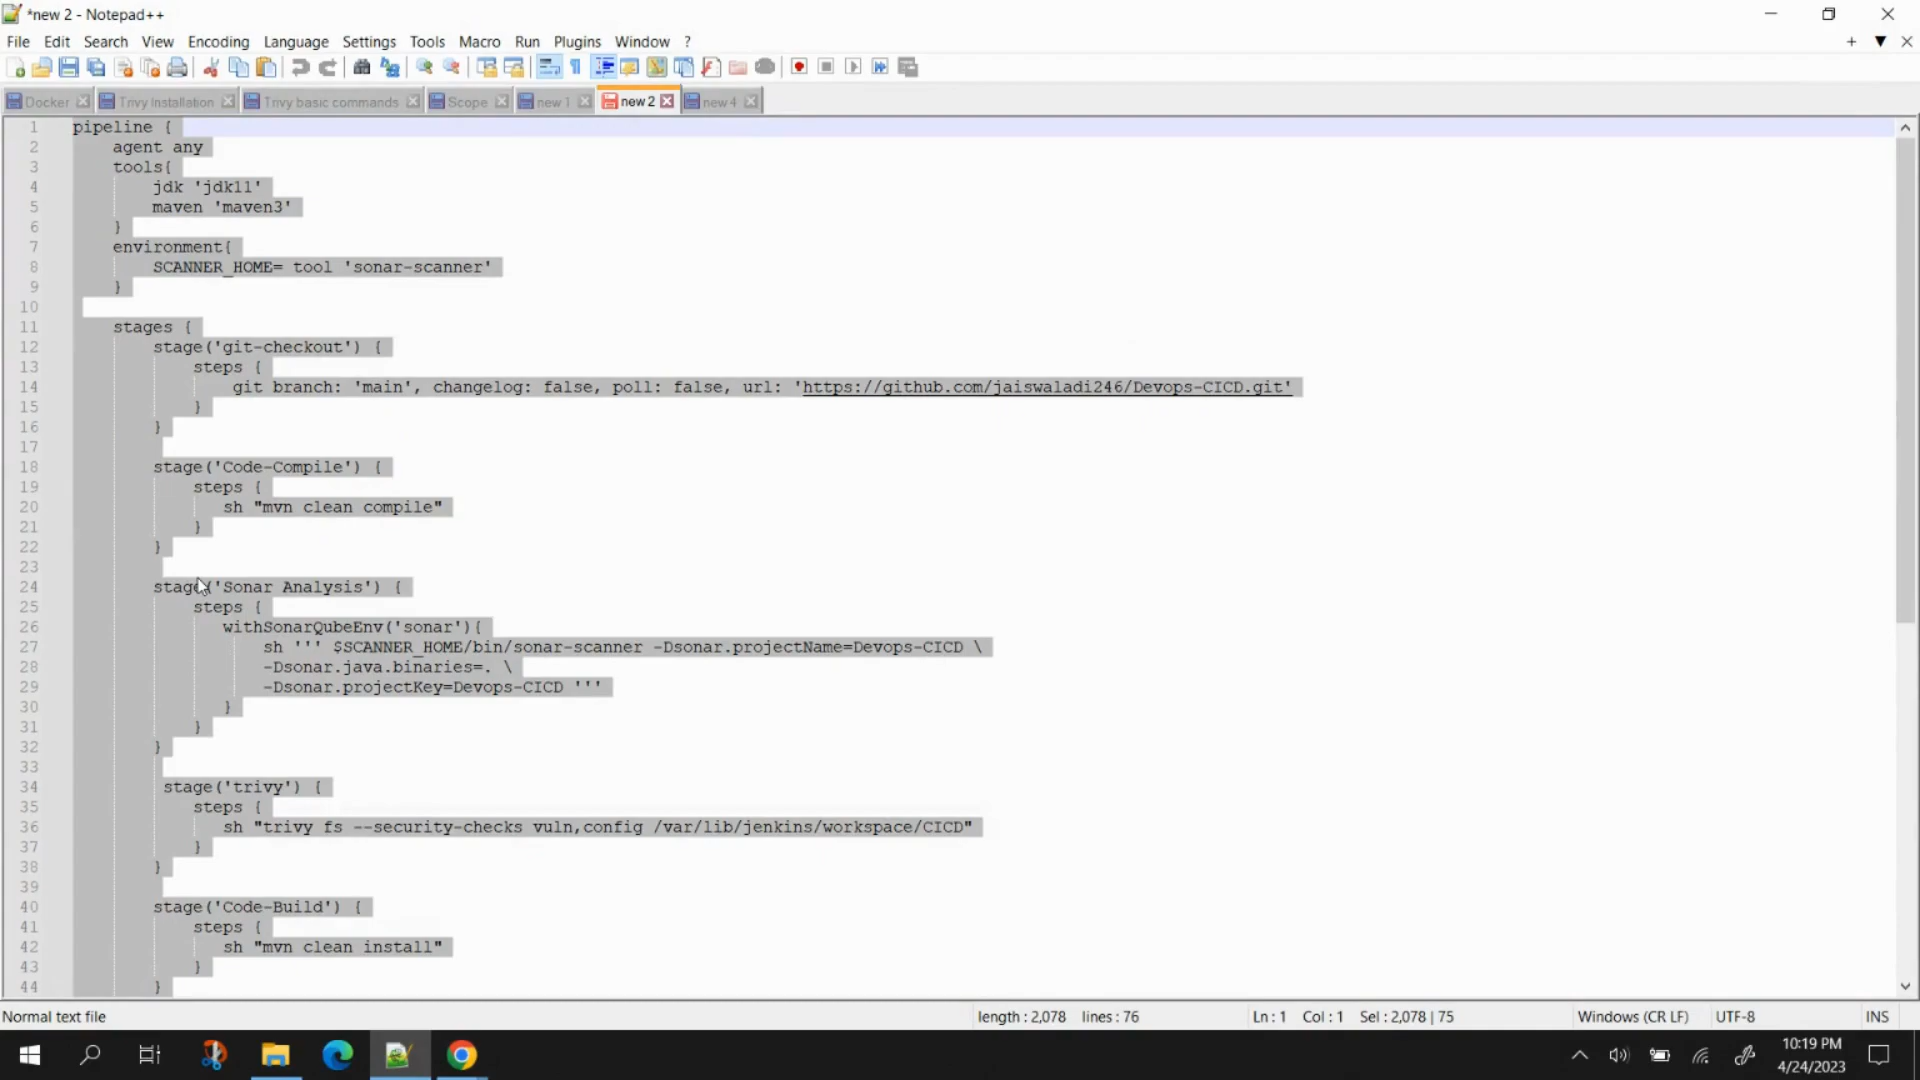 *new 2 - Notepad++
File Edit Search View Encoding Language Settings Tools Macro Run Plugins Window ?
Docker Trivy Installation Trivy basic commands Scope new 1 new 2 new 4
1 pipeline {
2 agent any
3 tools{
4 jdk 'jdk11'
5 maven 'maven3'
6 }
7 environment{
8 SCANNER_HOME= tool 'sonar-scanner'
9 }
10
11 stages {
12 stage('git-checkout') {
13 steps {
14 git branch: 'main', changelog: false, poll: false, url: 'https://github.com/jaiswaladi246/Devops-CICD.git'
15 }
16 }
17
18 stage('Code-Compile') {
19 steps {
20 sh "mvn clean compile"
21 }
22 }
23
24 stage('Sonar Analysis') {
25 steps {
26 withSonarQubeEnv('sonar'){
27 sh ''' $SCANNER_HOME/bin/sonar-scanner -Dsonar.projectName=Devops-CICD \
28 -Dsonar.java.binaries=. \
29 -Dsonar.projectKey=Devops-CICD '''
30 }
31 }
32 }
33
34 stage('trivy') {
35 steps {
36 sh "trivy fs --security-checks vuln,config /var/lib/jenkins/workspace/CICD"
37 }
38 }
39
40 stage('Code-Build') {
41 steps {
42 sh "mvn clean install"
43 }
44 }
Normal text file length : 2,078 lines : 76 Ln : 1 Col : 1 Sel : 2,078 | 75 Windows (CR LF) UTF-8 INS
10:19 PM
4/24/2023